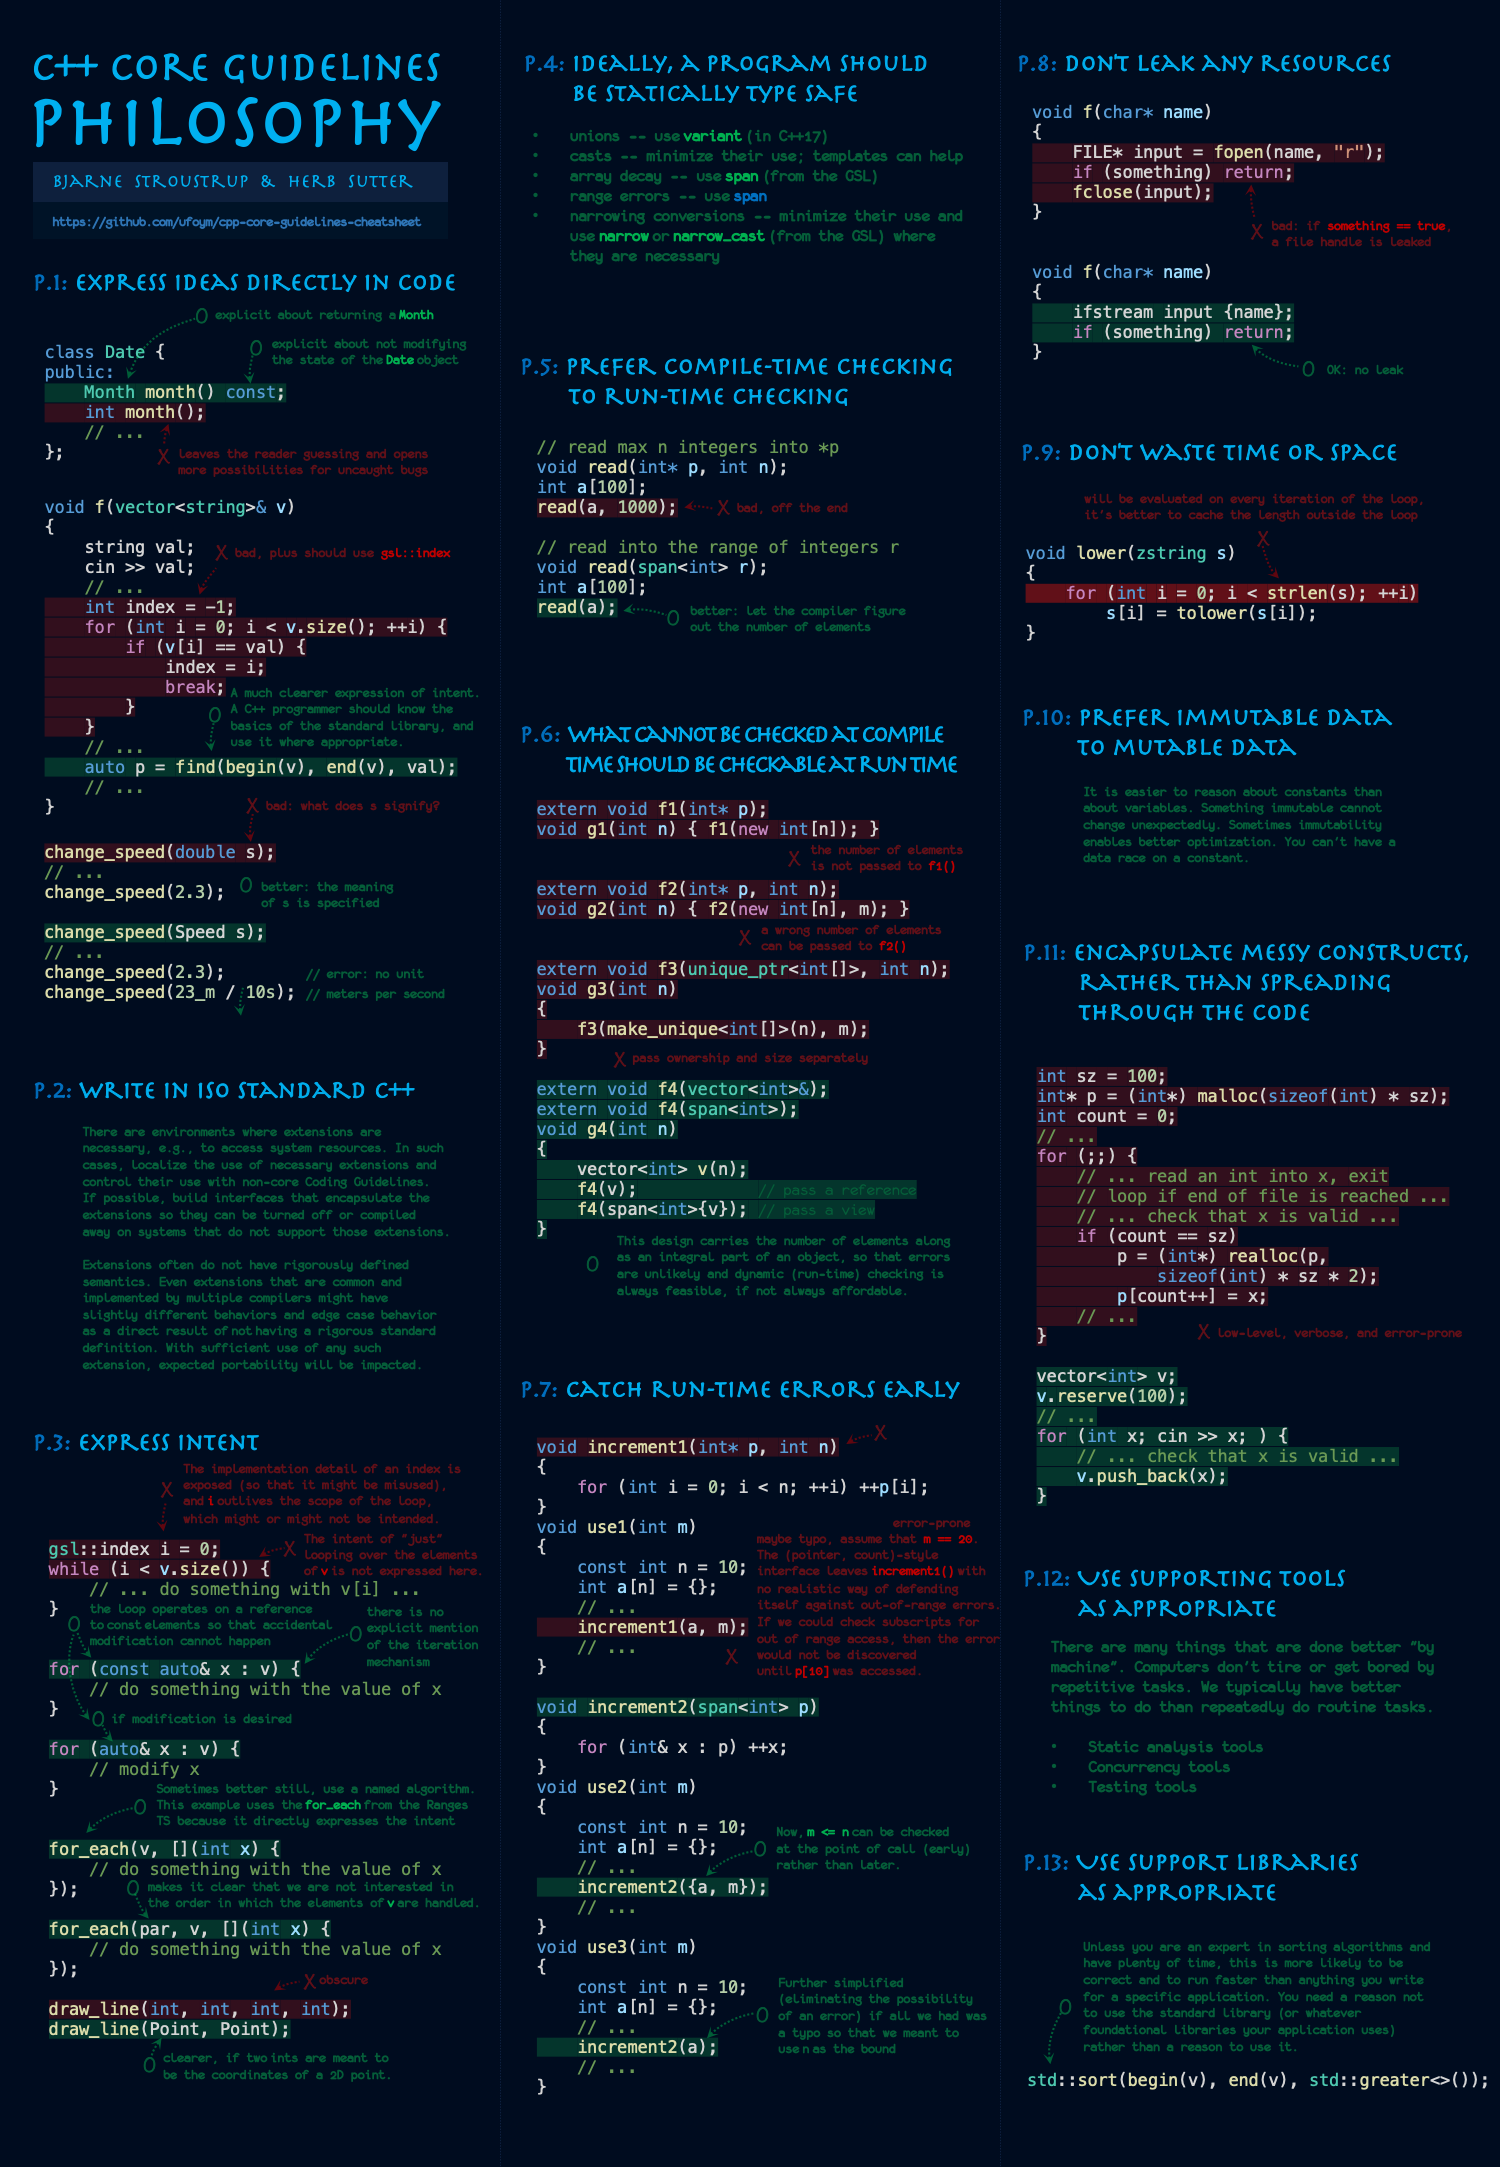 C++ CORE GUIDELINES
PHILOSOPHY
BJARNE STROUSTRUP & HERB SUTTER
https://github.com/ufoym/cpp-core-guidelines-cheatsheet
P.1: EXPRESS IDEAS DIRECTLY IN CODE
O explicit about returning a Month
O explicit about not modifying
the state of the Date object
class Date {
public:
    Month month() const;
    int month();
    // ...
};
X Leaves the reader guessing and opens
more possibilities for uncaught bugs
void f(vector<string>& v)
{
    string val;
    cin >> val;
X bad, plus should use gsl::index
    // ...
    int index = -1;
    for (int i = 0; i < v.size(); ++i) {
        if (v[i] == val) {
            index = i;
            break;
        }
    }
O A much clearer expression of intent.
A C++ programmer should know the
basics of the standard library, and
use it where appropriate.
    // ...
    auto p = find(begin(v), end(v), val);
    // ...
}
X bad: what does s signify?
change_speed(double s);
// ...
change_speed(2.3);
O better: the meaning
of s is specified
change_speed(Speed s);
// ...
change_speed(2.3); // error: no unit
change_speed(23_m / 10s); // meters per second
P.2: WRITE IN ISO STANDARD C++
There are environments where extensions are
necessary, e.g., to access system resources. In such
cases, localize the use of necessary extensions and
control their use with non-core Coding Guidelines.
If possible, build interfaces that encapsulate the
extensions so they can be turned off or compiled
away on systems that do not support those extensions.
Extensions often do not have rigorously defined
semantics. Even extensions that are common and
implemented by multiple compilers might have
slightly different behaviors and edge case behavior
as a direct result of not having a rigorous standard
definition. With sufficient use of any such
extension, expected portability will be impacted.
P.3: EXPRESS INTENT
X The implementation detail of an index is
exposed (so that it might be misused),
and i outlives the scope of the loop,
which might or might not be intended.
gsl::index i = 0;
while (i < v.size()) {
X The intent of "just"
looping over the elements
of v is not expressed here.
    // ... do something with v[i] ...
}
O the loop operates on a reference
to const elements so that accidental
modification cannot happen
O there is no
explicit mention
of the iteration
mechanism
for (const auto& x : v) {
    // do something with the value of x
}
O if modification is desired
for (auto& x : v) {
    // modify x
}
O Sometimes better still, use a named algorithm.
This example uses the for_each from the Ranges
TS because it directly expresses the intent
for_each(v, [](int x) {
    // do something with the value of x
});
O makes it clear that we are not interested in
the order in which the elements of v are handled.
for_each(par, v, [](int x) {
    // do something with the value of x
});
X obscure
draw_line(int, int, int, int);
draw_line(Point, Point);
O clearer, if two ints are meant to
be the coordinates of a 2D point.
P.4: IDEALLY, A PROGRAM SHOULD
BE STATICALLY TYPE SAFE
• unions -- use variant (in C++17)
• casts -- minimize their use; templates can help
• array decay -- use span (from the GSL)
• range errors -- use span
• narrowing conversions -- minimize their use and
use narrow or narrow_cast (from the GSL) where
they are necessary
P.5: PREFER COMPILE-TIME CHECKING
TO RUN-TIME CHECKING
// read max n integers into *p
void read(int* p, int n);
int a[100];
read(a, 1000); X bad, off the end
// read into the range of integers r
void read(span<int> r);
int a[100];
read(a); O better: let the compiler figure
out the number of elements
P.6: WHAT CANNOT BE CHECKED AT COMPILE
TIME SHOULD BE CHECKABLE AT RUN TIME
extern void f1(int* p);
void g1(int n) { f1(new int[n]); }
X the number of elements
is not passed to f1()
extern void f2(int* p, int n);
void g2(int n) { f2(new int[n], m); }
X a wrong number of elements
can be passed to f2()
extern void f3(unique_ptr<int[]>, int n);
void g3(int n)
{
    f3(make_unique<int[]>(n), m);
}
X pass ownership and size separately
extern void f4(vector<int>&);
extern void f4(span<int>);
void g4(int n)
{
    vector<int> v(n);
    f4(v); // pass a reference
    f4(span<int>{v}); // pass a view
}
O This design carries the number of elements along
as an integral part of an object, so that errors
are unlikely and dynamic (run-time) checking is
always feasible, if not always affordable.
P.7: CATCH RUN-TIME ERRORS EARLY
void increment1(int* p, int n) X
{
    for (int i = 0; i < n; ++i) ++p[i];
}
void use1(int m)
{
    const int n = 10;
    int a[n] = {};
    // ...
    increment1(a, m);
    // ...
}
error-prone
maybe typo, assume that m == 20.
The (pointer, count)-style
interface leaves increment1() with
no realistic way of defending
itself against out-of-range errors.
If we could check subscripts for
out of range access, then the error
X would not be discovered
until p[10] was accessed.
void increment2(span<int> p)
{
    for (int& x : p) ++x;
}
void use2(int m)
{
    const int n = 10;
    int a[n] = {};
    // ...
    increment2({a, m});
    // ...
}
O Now, m <= n can be checked
at the point of call (early)
rather than later.
void use3(int m)
{
    const int n = 10;
    int a[n] = {};
    // ...
    increment2(a);
    // ...
}
O Further simplified
(eliminating the possibility
of an error) if all we had was
a typo so that we meant to
use n as the bound
P.8: DON'T LEAK ANY RESOURCES
void f(char* name)
{
    FILE* input = fopen(name, "r");
    if (something) return;
    fclose(input);
}
X bad: if something == true,
a file handle is leaked
void f(char* name)
{
    ifstream input {name};
    if (something) return;
}
O OK: no leak
P.9: DON'T WASTE TIME OR SPACE
will be evaluated on every iteration of the loop,
it's better to cache the length outside the loop
X
void lower(zstring s)
{
    for (int i = 0; i < strlen(s); ++i)
        s[i] = tolower(s[i]);
}
P.10: PREFER IMMUTABLE DATA
TO MUTABLE DATA
It is easier to reason about constants than
about variables. Something immutable cannot
change unexpectedly. Sometimes immutability
enables better optimization. You can't have a
data race on a constant.
P.11: ENCAPSULATE MESSY CONSTRUCTS,
RATHER THAN SPREADING
THROUGH THE CODE
int sz = 100;
int* p = (int*) malloc(sizeof(int) * sz);
int count = 0;
// ...
for (;;) {
    // ... read an int into x, exit
    // loop if end of file is reached ...
    // ... check that x is valid ...
    if (count == sz)
        p = (int*) realloc(p,
            sizeof(int) * sz * 2);
        p[count++] = x;
    // ...
}
X low-level, verbose, and error-prone
vector<int> v;
v.reserve(100);
// ...
for (int x; cin >> x; ) {
    // ... check that x is valid ...
    v.push_back(x);
}
P.12: USE SUPPORTING TOOLS
AS APPROPRIATE
There are many things that are done better "by
machine". Computers don't tire or get bored by
repetitive tasks. We typically have better
things to do than repeatedly do routine tasks.
• Static analysis tools
• Concurrency tools
• Testing tools
P.13: USE SUPPORT LIBRARIES
AS APPROPRIATE
Unless you are an expert in sorting algorithms and
have plenty of time, this is more likely to be
correct and to run faster than anything you write
for a specific application. You need a reason not
O to use the standard library (or whatever
foundational libraries your application uses)
rather than a reason to use it.
std::sort(begin(v), end(v), std::greater<>());